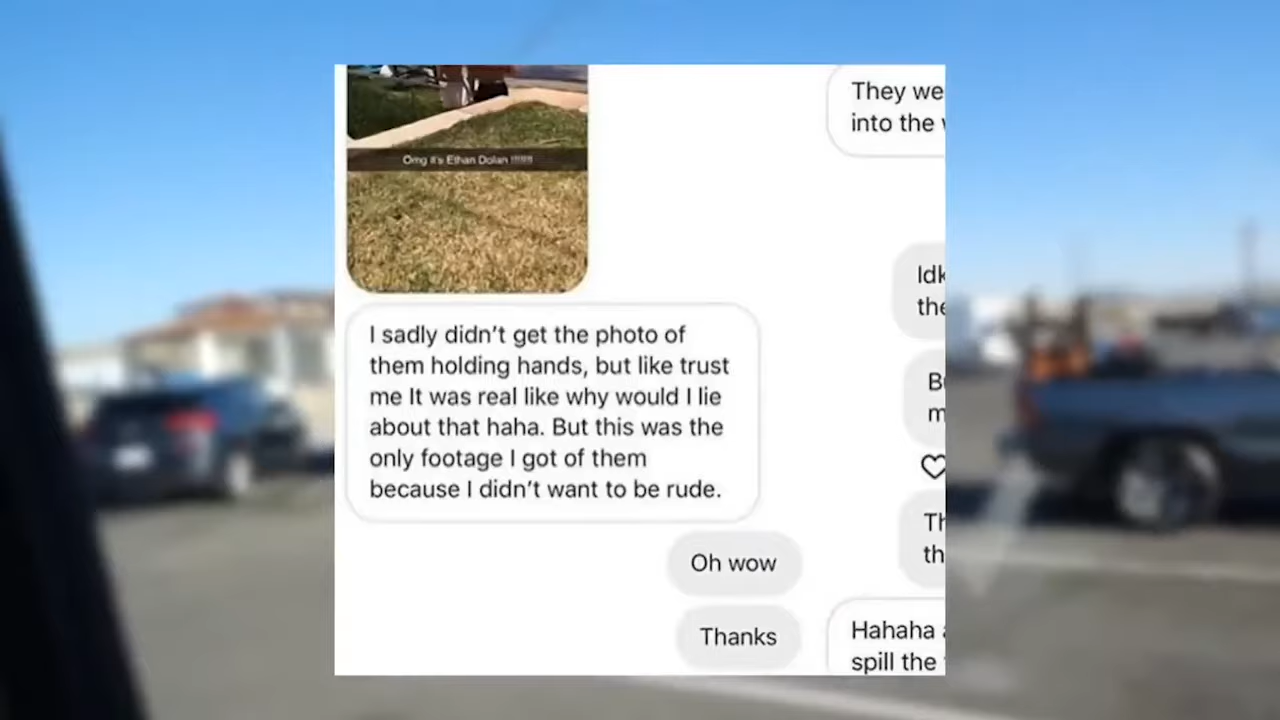 Omg it's Ethan Dolan !!!!!!!
I sadly didn't get the photo of
them holding hands, but like trust
me It was real like why would I lie
about that haha. But this was the
only footage I got of them
because I didn't want to be rude.
Oh wow
Thanks
They we
into the
Idk
the
B
m
Th
th
Hahaha
spill the